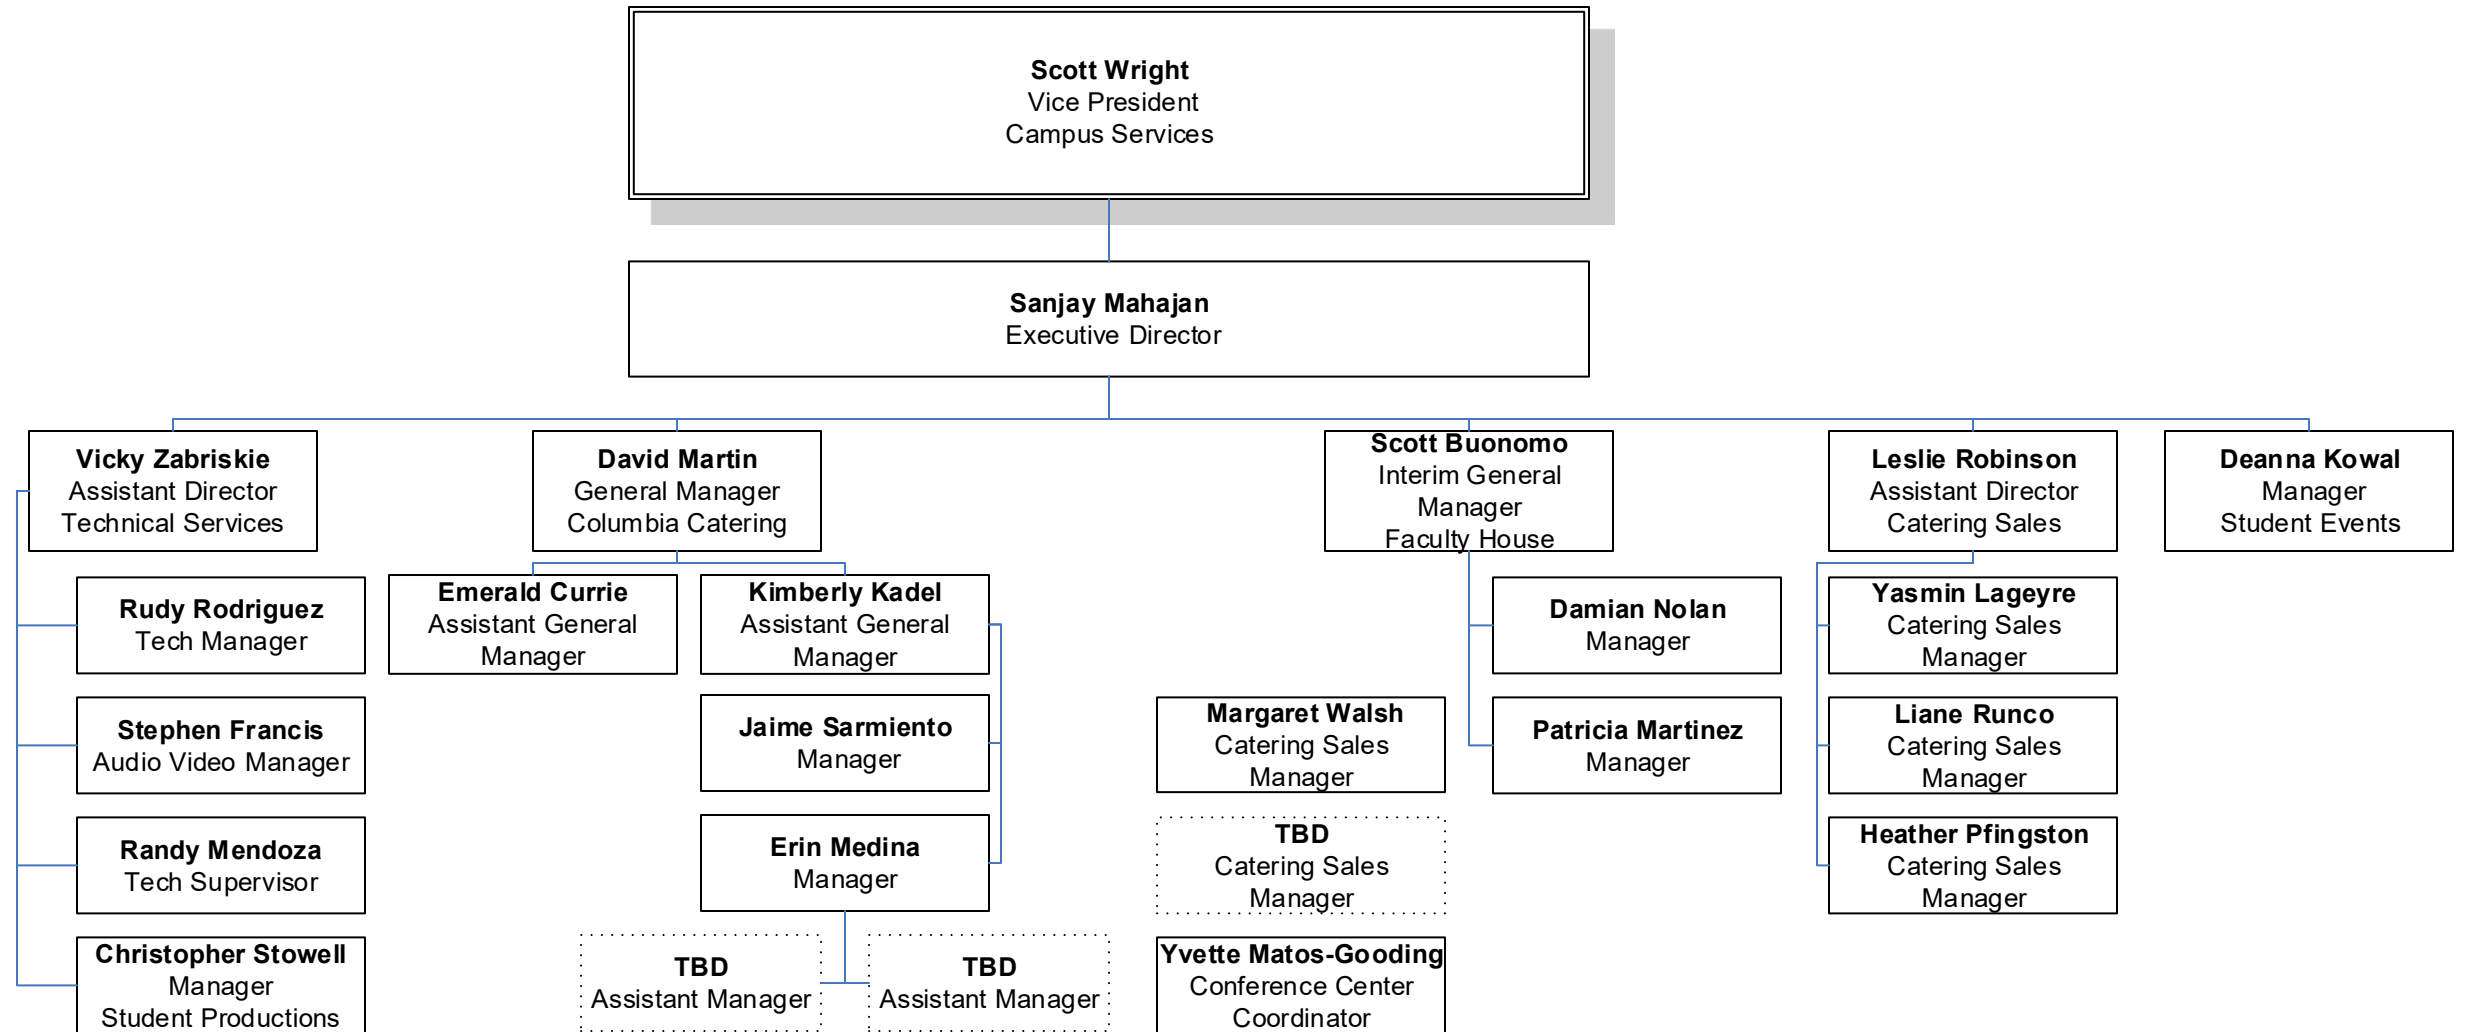 Scott Wright
Vice President
Campus Services
Sanjay Mahajan
Executive Director
Vicky Zabriskie
Assistant Director
Technical Services
David Martin
General Manager
Columbia Catering
Scott Buonomo
Interim General
Manager
Faculty House
Leslie Robinson
Assistant Director
Catering Sales
Deanna Kowal
Manager
Student Events
Rudy Rodriguez
Tech Manager
Stephen Francis
Audio Video Manager
Randy Mendoza
Tech Supervisor
Christopher Stowell
Manager
Student Productions
Emerald Currie
Assistant General
Manager
Kimberly Kadel
Assistant General
Manager
Jaime Sarmiento
Manager
Erin Medina
Manager
TBD
Assistant Manager
TBD
Assistant Manager
Margaret Walsh
Catering Sales
Manager
TBD
Catering Sales
Manager
Yvette Matos-Gooding
Conference Center
Coordinator
Damian Nolan
Manager
Patricia Martinez
Manager
Yasmin Lageyre
Catering Sales
Manager
Liane Runco
Catering Sales
Manager
Heather Pfingston
Catering Sales
Manager